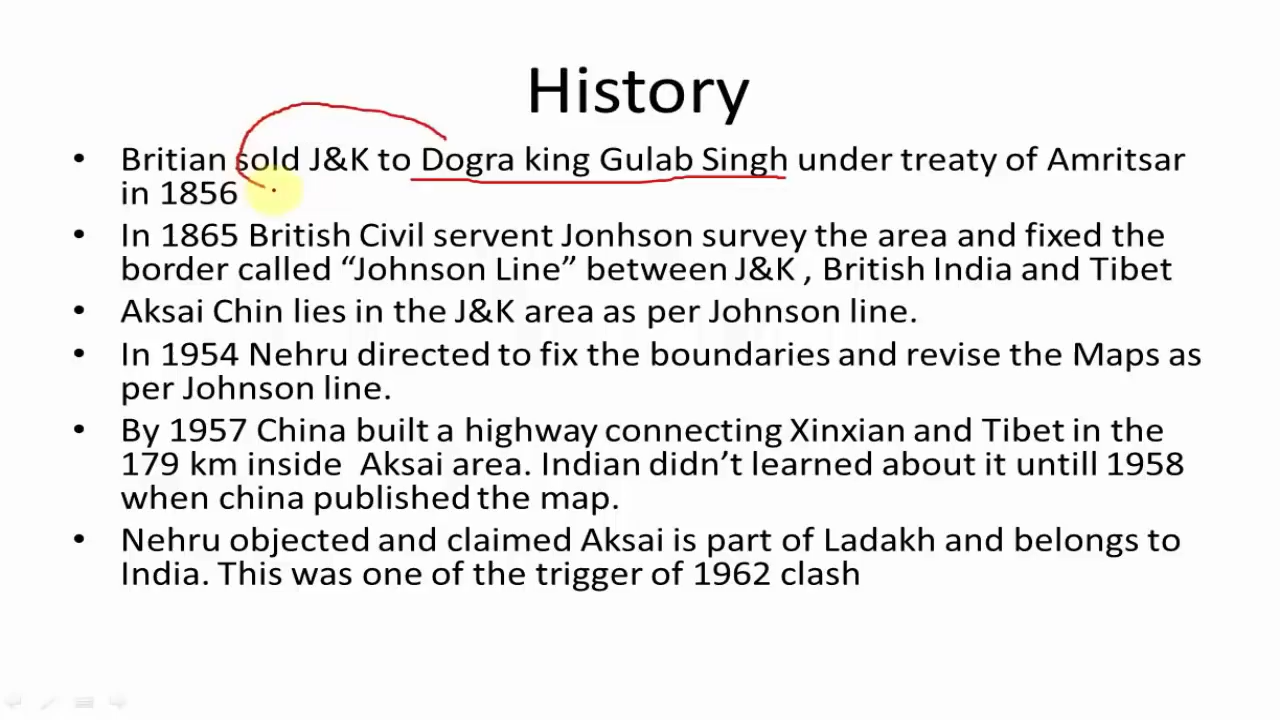 History
• Britian sold J&K to Dogra king Gulab Singh under treaty of Amritsar
in 1856
• In 1865 British Civil servent Jonhson survey the area and fixed the
border called “Johnson Line” between J&K , British India and Tibet
• Aksai Chin lies in the J&K area as per Johnson line.
• In 1954 Nehru directed to fix the boundaries and revise the Maps as
per Johnson line.
• By 1957 China built a highway connecting Xinxian and Tibet in the
179 km inside  Aksai area. Indian didn’t learned about it untill 1958
when china published the map.
• Nehru objected and claimed Aksai is part of Ladakh and belongs to
India. This was one of the trigger of 1962 clash